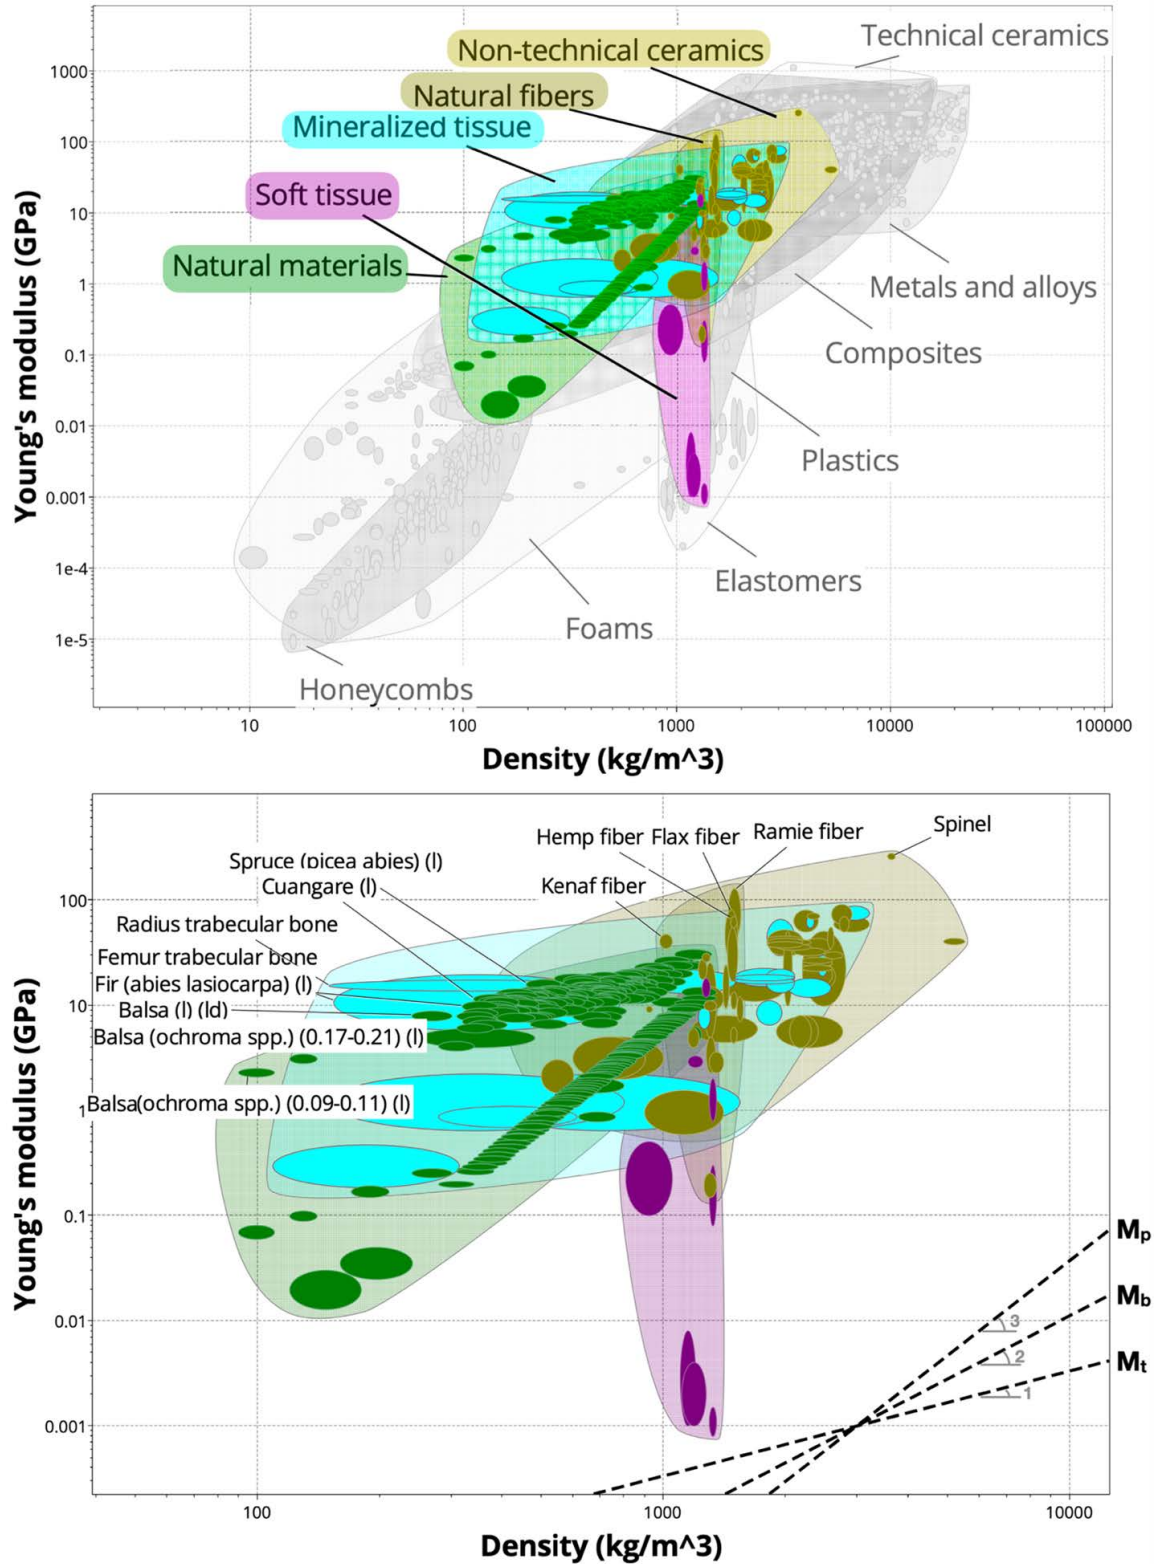 Technical ceramics
Non-technical ceramics
1000
Natural fibers
Mineralized tissue
100
Soft tissue
10
Natural materials
1
Metals and alloys
0.1
Composites
0.01
Plastics
0.001
1e-4
Elastomers
Foams
1e-5
Honeycombs
Young's modulus (GPa)
10 100 1000 10000 100000
Density (kg/m^3)
Hemp fiber Flax fiber Ramie fiber Spinel
Spruce (picea abies) (l)
Cuangare (l) Kenaf fiber
100
Radius trabecular bone
Femur trabecular bone
Fir (abies lasiocarpa) (l)
10
Balsa (l) (ld)
Balsa (ochroma spp.) (0.17-0.21) (l)
1
Balsa(ochroma spp.) (0.09-0.11) (l)
0.1
Mp
Mb
0.01
3
2
Mt
1
0.001
Young's modulus (GPa)
100 1000 10000
Density (kg/m^3)